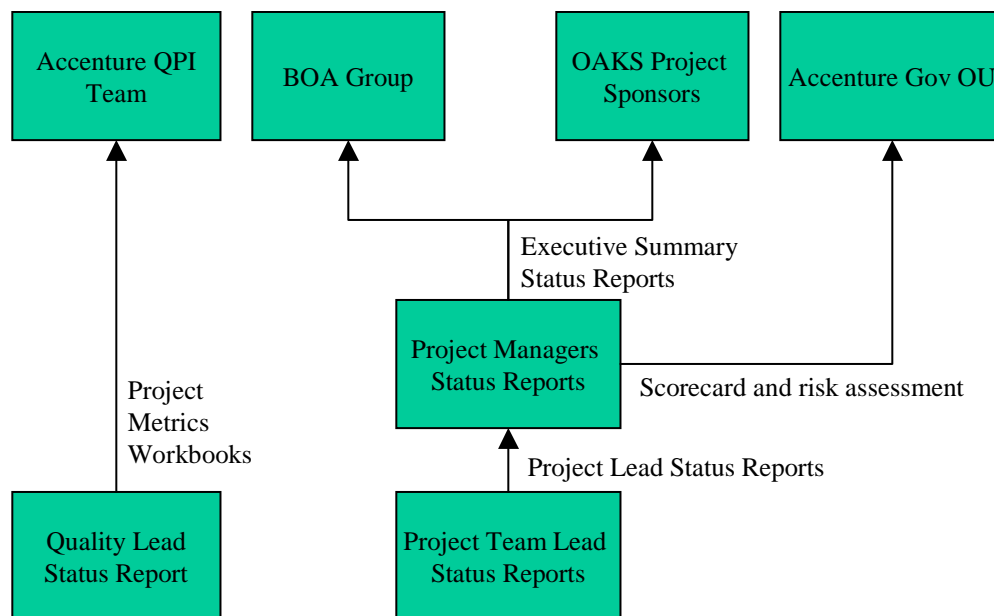 Accenture QPI
Team
BOA Group
OAKS Project
Sponsors
Accenture Gov OU
Executive Summary
Status Reports
Project Managers
Status Reports
Scorecard and risk assessment
Project
Metrics
Workbooks
Project Lead Status Reports
Quality Lead
Status Report
Project Team Lead
Status Reports